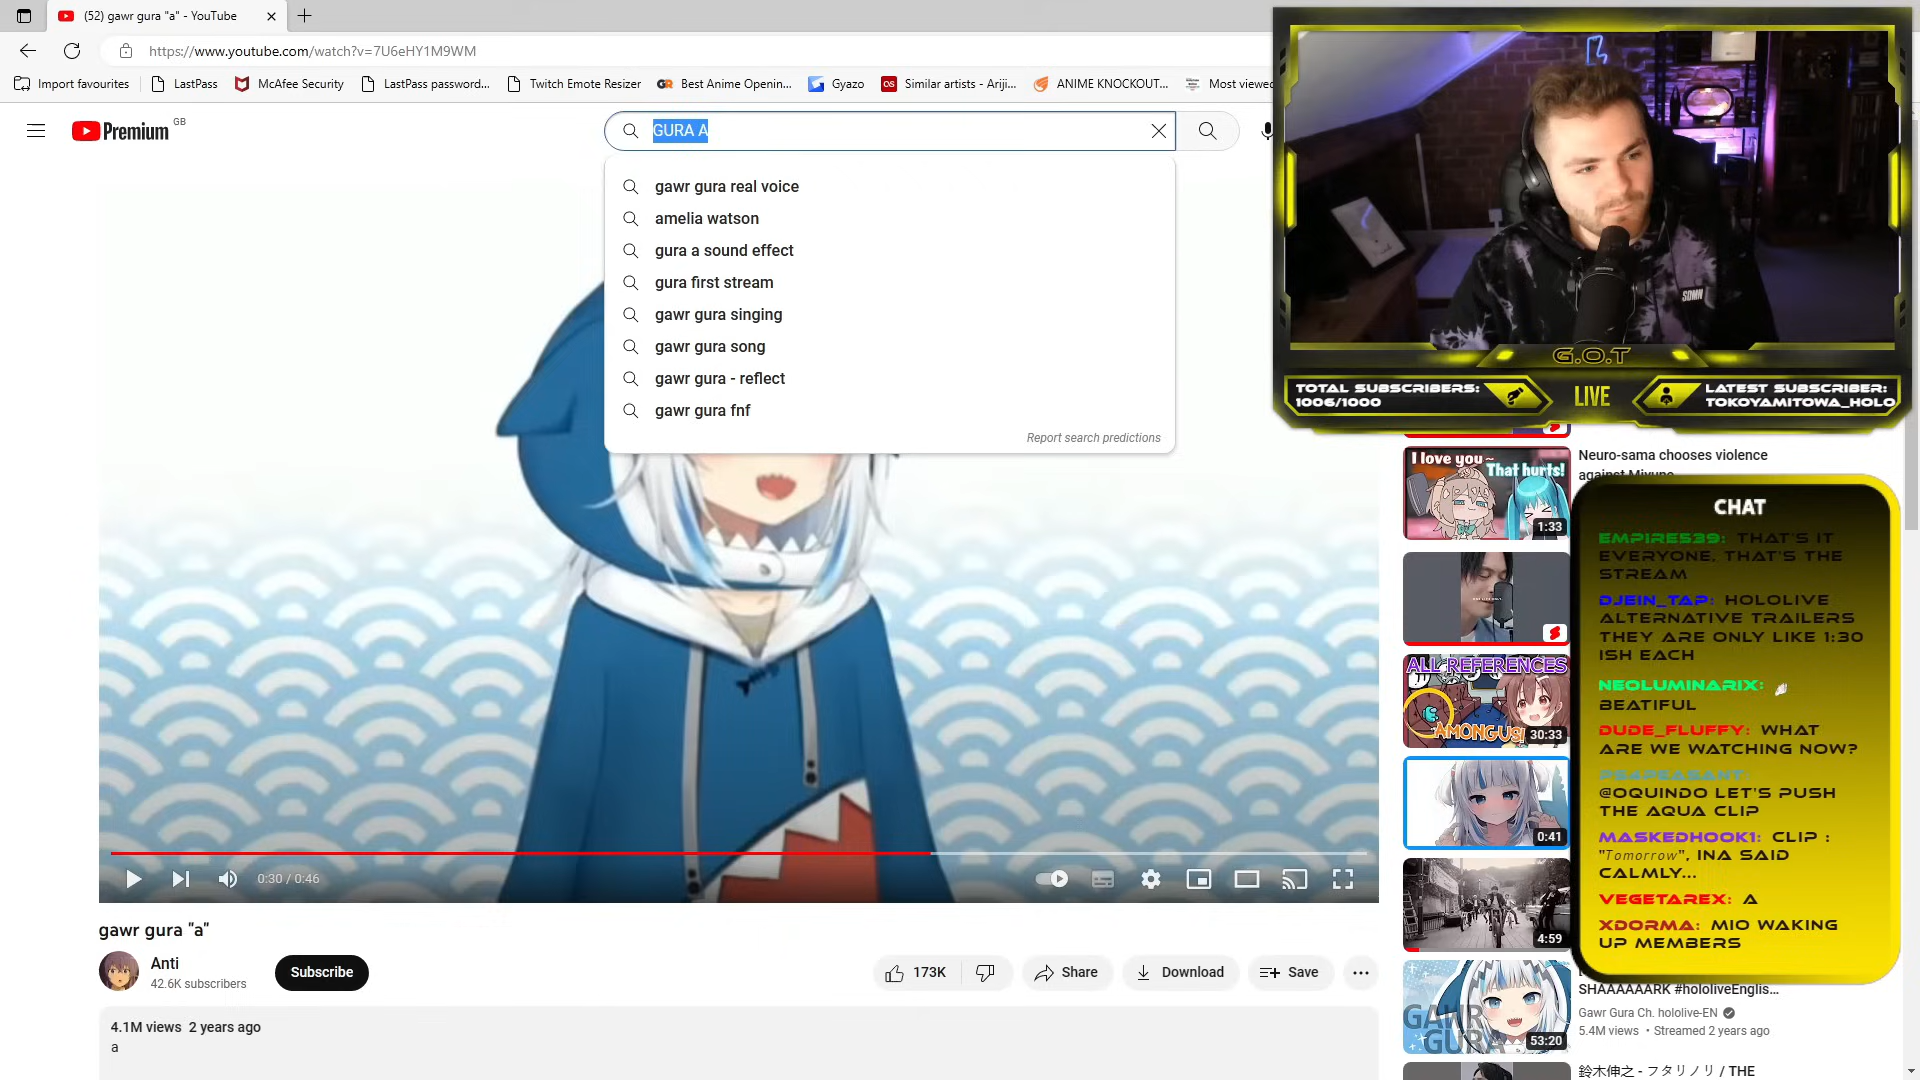 (52) gawr gura "a" - YouTube
https://www.youtube.com/watch?v=7U6eHY1M9WM
Import favourites
LastPass
McAfee Security
LastPass password...
Twitch Emote Resizer
Best Anime Openin...
Gyazo
Similar artists - Ariji...
ANIME KNOCKOUT...
Most viewed
Premium GB
GURA A
gawr gura real voice
amelia watson
gura a sound effect
gura first stream
gawr gura singing
gawr gura song
gawr gura - reflect
gawr gura fnf
Report search predictions
0:30 / 0:46
gawr gura "a"
Anti
42.6K subscribers
Subscribe
173K
Share
Download
Save
4.1M views 2 years ago
a
SDMN
G.O.T
TOTAL SUBSCRIBERS:
1006/1000
LIVE
LATEST SUBSCRIBER:
TOKOYAMITOWA_HOLO
I love you~
That hurts!
1:33
Neuro-sama chooses violence
against Miyune
ALL REFERENCES
AMONGUS!
30:33
0:41
4:59
GAWR
GURA
53:20
SHAAAAAARK #hololiveEnglis...
Gawr Gura Ch. hololive-EN
5.4M views • Streamed 2 years ago
鈴木伸之 - フタリノリ / THE
CHAT
EMPIRE539: THAT'S IT
EVERYONE, THAT'S THE
STREAM
DJEIN_TAP: HOLOLIVE
ALTERNATIVE TRAILERS
THEY ARE ONLY LIKE 1:30
ISH EACH
NEOLUMINARIX:
BEATIFUL
DUDE_FLUFFY: WHAT
ARE WE WATCHING NOW?
PS4PEASANT:
@OQUINDO LET'S PUSH
THE AQUA CLIP
MASKEDHOOK1: CLIP :
"Tomorrow", INA SAID
CALMLY...
VEGETAREX: A
XDORMA: MIO WAKING
UP MEMBERS